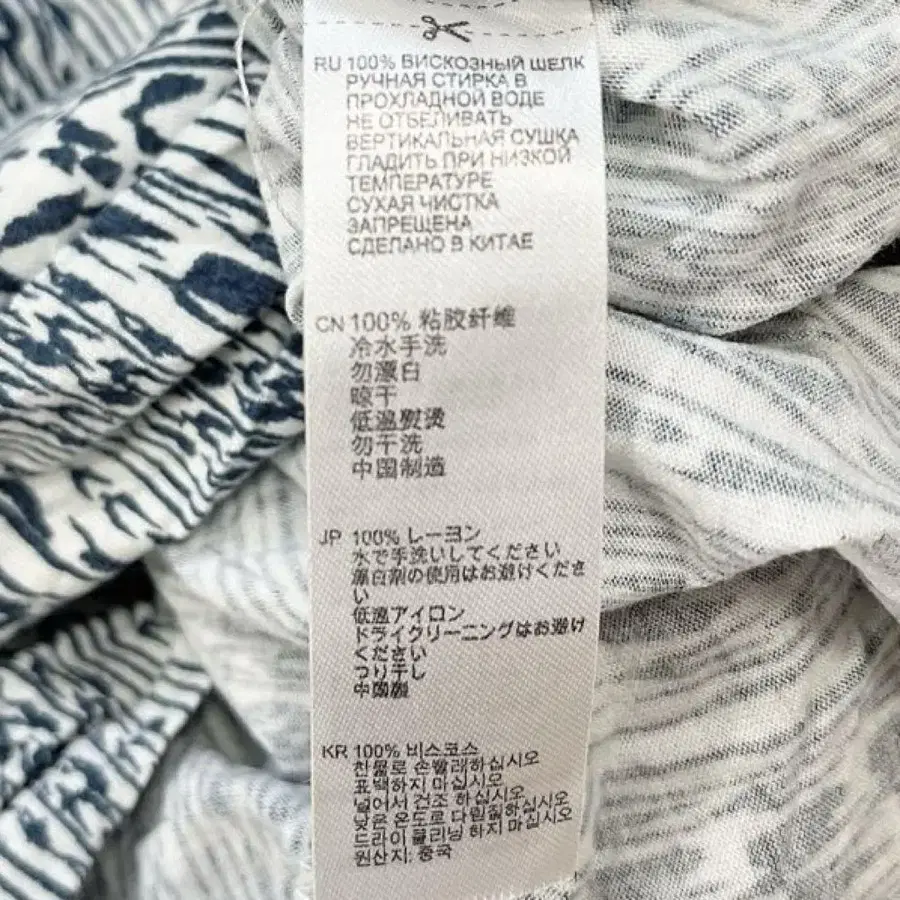 RU 100% ВИСКОЗНЫЙ ШЕЛК
РУЧНАЯ СТИРКА В
ПРОХЛАДНОЙ ВОДЕ
НЕ ОТБЕЛИВАТЬ
ВЕРТИКАЛЬНАЯ СУШКА
ГЛАДИТЬ ПРИ НИЗКОЙ
ТЕМПЕРАТУРЕ
СУХАЯ ЧИСТКА
ЗАПРЕЩЕНА
СДЕЛАНО В КИТАЕ
CN 100% 粘胶纤维
冷水手洗
勿漂白
晾干
低温熨烫
勿干洗
中国制造
JP 100% レーヨン
水で手洗いしてください
漂白剤の使用はお避けくださ
い
低温アイロン
ドライクリーニングはお避け
ください
つり干し
中国製
KR 100% 비스코스
찬물로 손빨래하십시오
표백하지 마십시오
널어서 건조 하십시오
낮은 온도로 다림질하십시오
드라이 클리닝 하지 마십시오
원산지: 중국